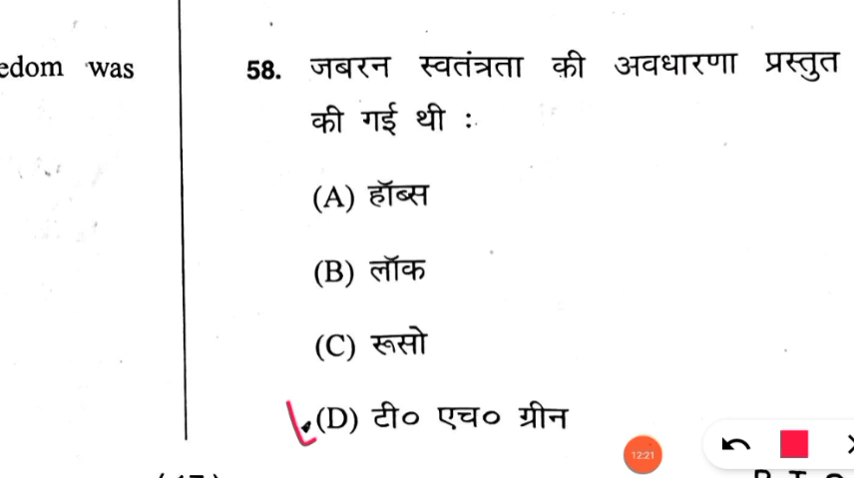 edom was
58. जबरन स्वतंत्रता की अवधारणा प्रस्तुत
की गई थी :
(A) हॉब्स
(B) लॉक
(C) रूसो
(D) टी० एच० ग्रीन
12:21